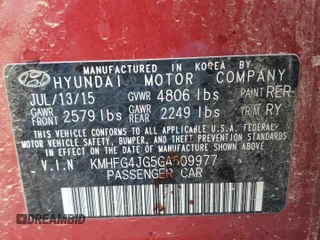 MANUFACTURED IN KOREA BY
HYUNDAI MOTOR COMPANY
JUL/13/15 GVWR 4806 lbs PAINT RER
GAWR FRONT 2579 lbs GAWR REAR 2249 lbs TRIM RY
THIS VEHICLE CONFORMS TO ALL APPLICABLE U.S.A. FEDERAL
MOTOR VEHICLE SAFETY, BUMPER, AND THEFT PREVENTION
STANDARDS IN EFFECT ON THE DATE OF MANUFACTURE SHOWN ABOVE.
V.I.N KMHFG4JG5GA509977
PASSENGER CAR
DREAMBID